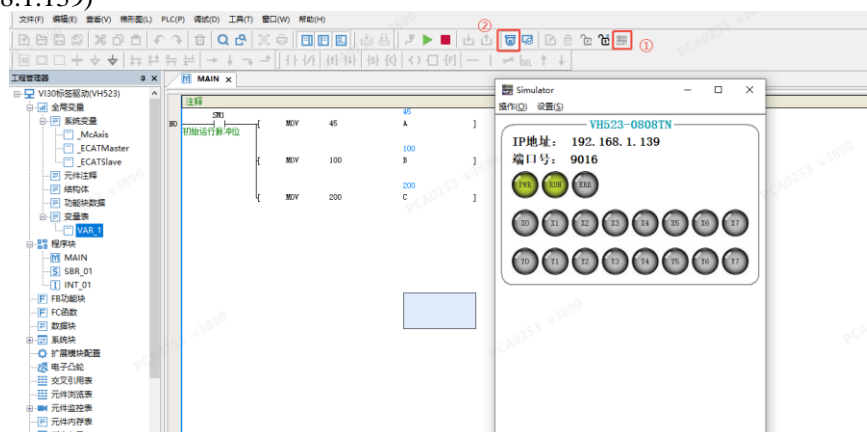 8.1.139)
文件(F) 编辑(E) 查看(V) 梯形图(L) PLC(P) 调试(D) 工具(T) 窗口(W) 帮助(H)
②
①
工程管理器
MAIN
VI30标签驱动(VH523)
全局变量
系统变量
_McAxis
_ECATMaster
_ECATSlave
元件注释
结构体
功能块数据
变量表
VAR_1
程序块
MAIN
SBR_01
INT_01
FB功能块
FC函数
数据块
系统块
扩展模块配置
电子凸轮
交叉引用表
元件浏览表
元件监控表
元件内存表
注释
N0
SM1
初始运行脉冲位
45
[ MOV 45 A ]
100
[ MOV 100 B ]
200
[ MOV 200 C ]
Simulator
操作(O) 设置(S)
VH523-0808TN
IP地址: 192.168.1.139
端口号: 9016
PWR RUN ERR
X0 X1 X2 X3 X4 X5 X6 X7
Y0 Y1 Y2 Y3 Y4 Y5 Y6 Y7
PCA0253 v3890